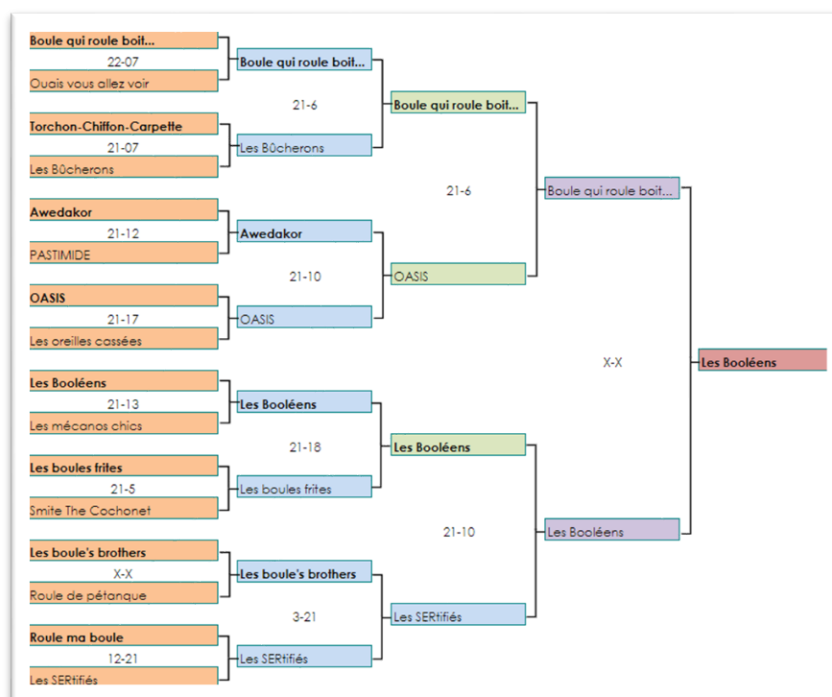 Boule qui roule boit...
22-07
Ouais vous allez voir
Torchon-Chiffon-Carpette
21-07
Les Bûcherons
Awedakor
21-12
PASTIMIDE
OASIS
21-17
Les oreilles cassées
Les Booléens
21-13
Les mécanos chics
Les boules frites
21-5
Smite The Cochonet
Les boule's brothers
X-X
Roule de pétanque
Roule ma boule
12-21
Les SERtifiés
Boule qui roule boit...
21-6
Les Bûcherons
Awedakor
21-10
OASIS
Les Booléens
21-18
Les boules frites
Les boule's brothers
3-21
Les SERtifiés
Boule qui roule boit...
21-6
OASIS
Les Booléens
21-10
Les SERtifiés
Boule qui roule boit...
X-X
Les Booléens
Les Booléens